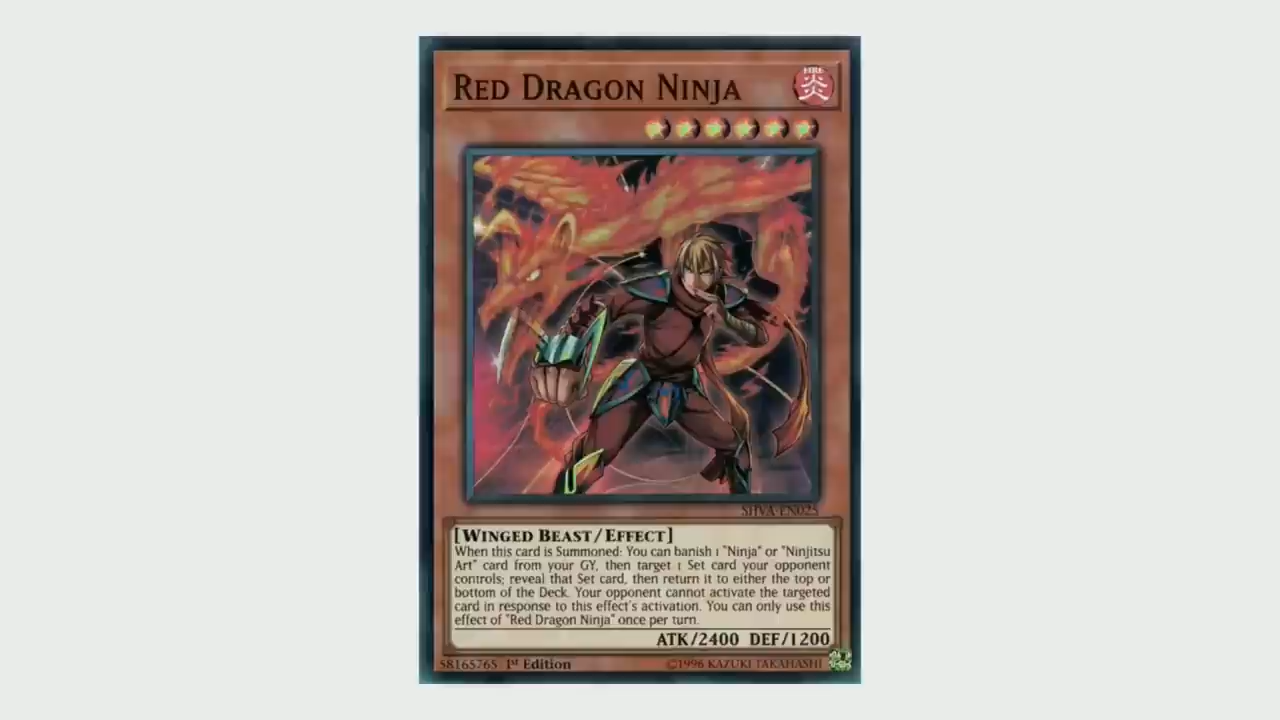 RED DRAGON NINJA
FIRE
炎
SHVA-EN025
[WINGED BEAST/EFFECT]
When this card is Summoned: You can banish 1 "Ninja" or "Ninjitsu
Art" card from your GY, then target 1 Set card your opponent
controls; reveal that Set card, then return it to either the top or
bottom of the Deck. Your opponent cannot activate the targeted
card in response to this effect's activation. You can only use this
effect of "Red Dragon Ninja" once per turn.
ATK/2400 DEF/1200
58165765 1st Edition ©1996 KAZUKI TAKAHASHI